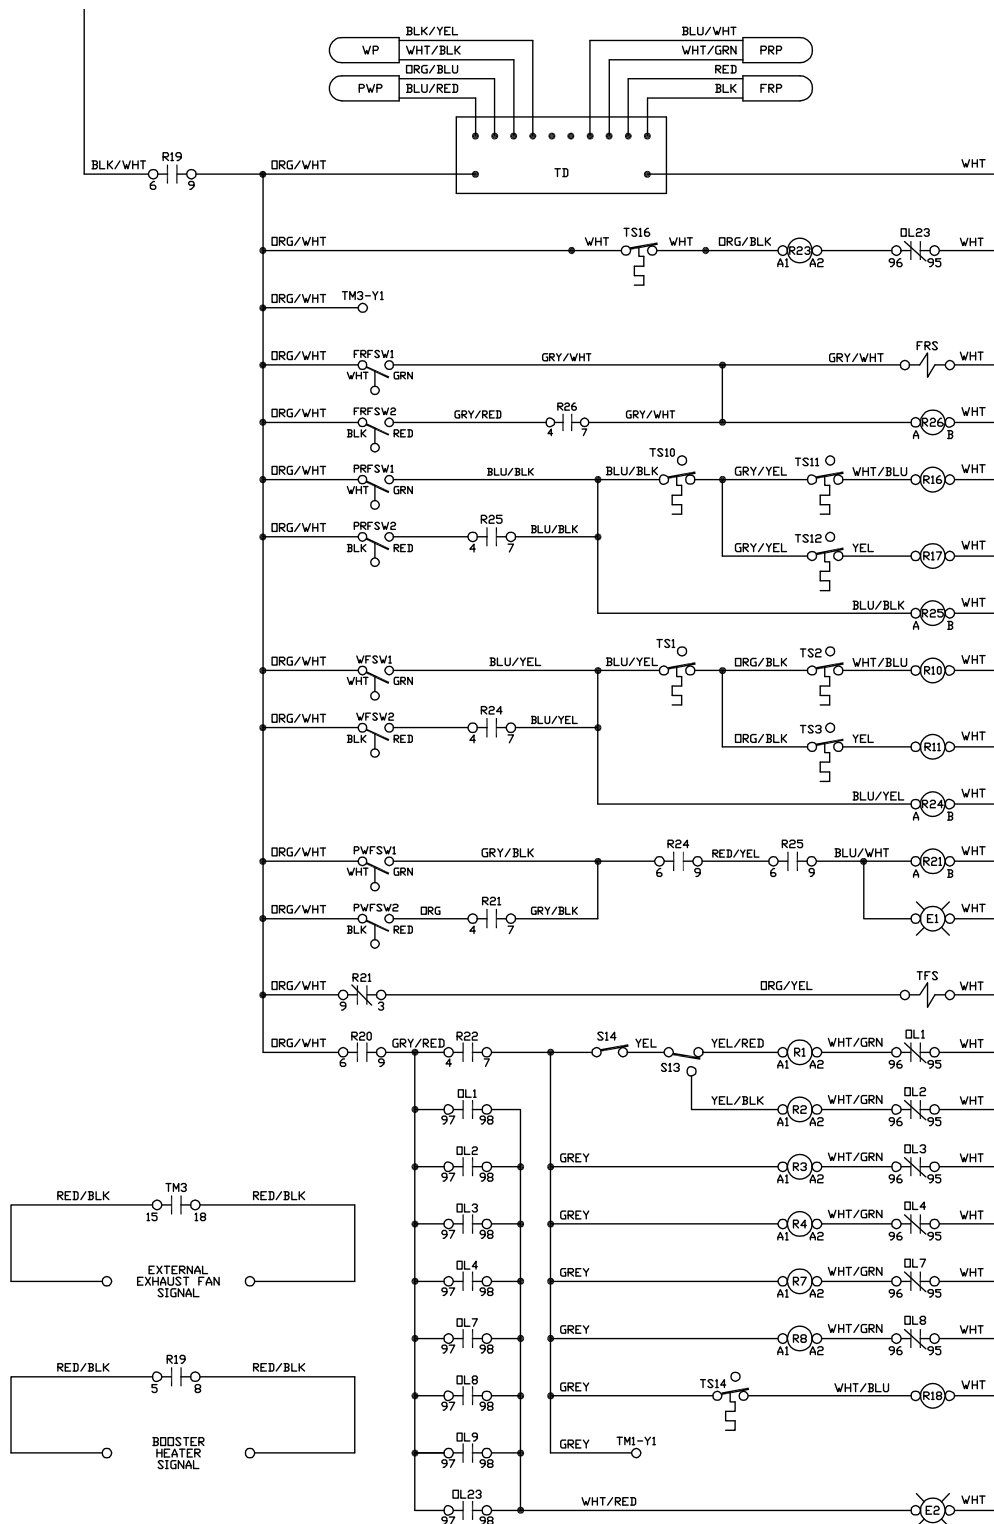 BLK/YEL BLU/WHT
WP WHT/BLK WHT/GRN PRP
ORG/BLU RED
PWP BLU/RED BLK FRP
BLK/WHT R19 ORG/WHT TD WHT
6 9
ORG/WHT WHT TS16 WHT ORG/BLK R23 OL23 WHT
A1 A2 96 95
ORG/WHT TM3-Y1
ORG/WHT FRFSW1 GRY/WHT GRY/WHT FRS WHT
WHT GRN
ORG/WHT FRFSW2 GRY/RED R26 GRY/WHT R26 WHT
BLK RED 4 7 A B
ORG/WHT PRFSW1 BLU/BLK BLU/BLK TS10 GRY/YEL TS11 WHT/BLU R16 WHT
WHT GRN
ORG/WHT PRFSW2 R25 BLU/BLK
BLK RED 4 7
GRY/YEL TS12 YEL R17 WHT
BLU/BLK R25 WHT
A B
ORG/WHT WFSW1 BLU/YEL BLU/YEL TS1 ORG/BLK TS2 WHT/BLU R10 WHT
WHT GRN
ORG/WHT WFSW2 R24 BLU/YEL
BLK RED 4 7
ORG/BLK TS3 YEL R11 WHT
BLU/YEL R24 WHT
A B
ORG/WHT PWFSW1 GRY/BLK R24 RED/YEL R25 BLU/WHT R21 WHT
WHT GRN 6 9 6 9 A B
ORG/WHT PWFSW2 ORG R21 GRY/BLK E1 WHT
BLK RED 4 7
ORG/WHT R21 ORG/YEL TFS WHT
9 3
ORG/WHT R20 GRY/RED R22 S14 YEL YEL/RED R1 WHT/GRN OL1 WHT
6 9 4 7 S13 A1 A2 96 95
OL1 YEL/BLK R2 WHT/GRN OL2 WHT
97 98 A1 A2 96 95
OL2 GREY R3 WHT/GRN OL3 WHT
97 98 A1 A2 96 95
RED/BLK TM3 RED/BLK
15 18
OL3 GREY R4 WHT/GRN OL4 WHT
97 98 A1 A2 96 95
EXTERNAL
EXHAUST FAN
SIGNAL
OL4 GREY R7 WHT/GRN OL7 WHT
97 98 A1 A2 96 95
OL7 GREY R8 WHT/GRN OL8 WHT
97 98 A1 A2 96 95
RED/BLK R19 RED/BLK
5 8
OL8 GREY TS14 WHT/BLU R18 WHT
97 98
BOOSTER
HEATER
SIGNAL
OL9 GREY TM1-Y1
97 98
OL23 WHT/RED E2 WHT
97 98